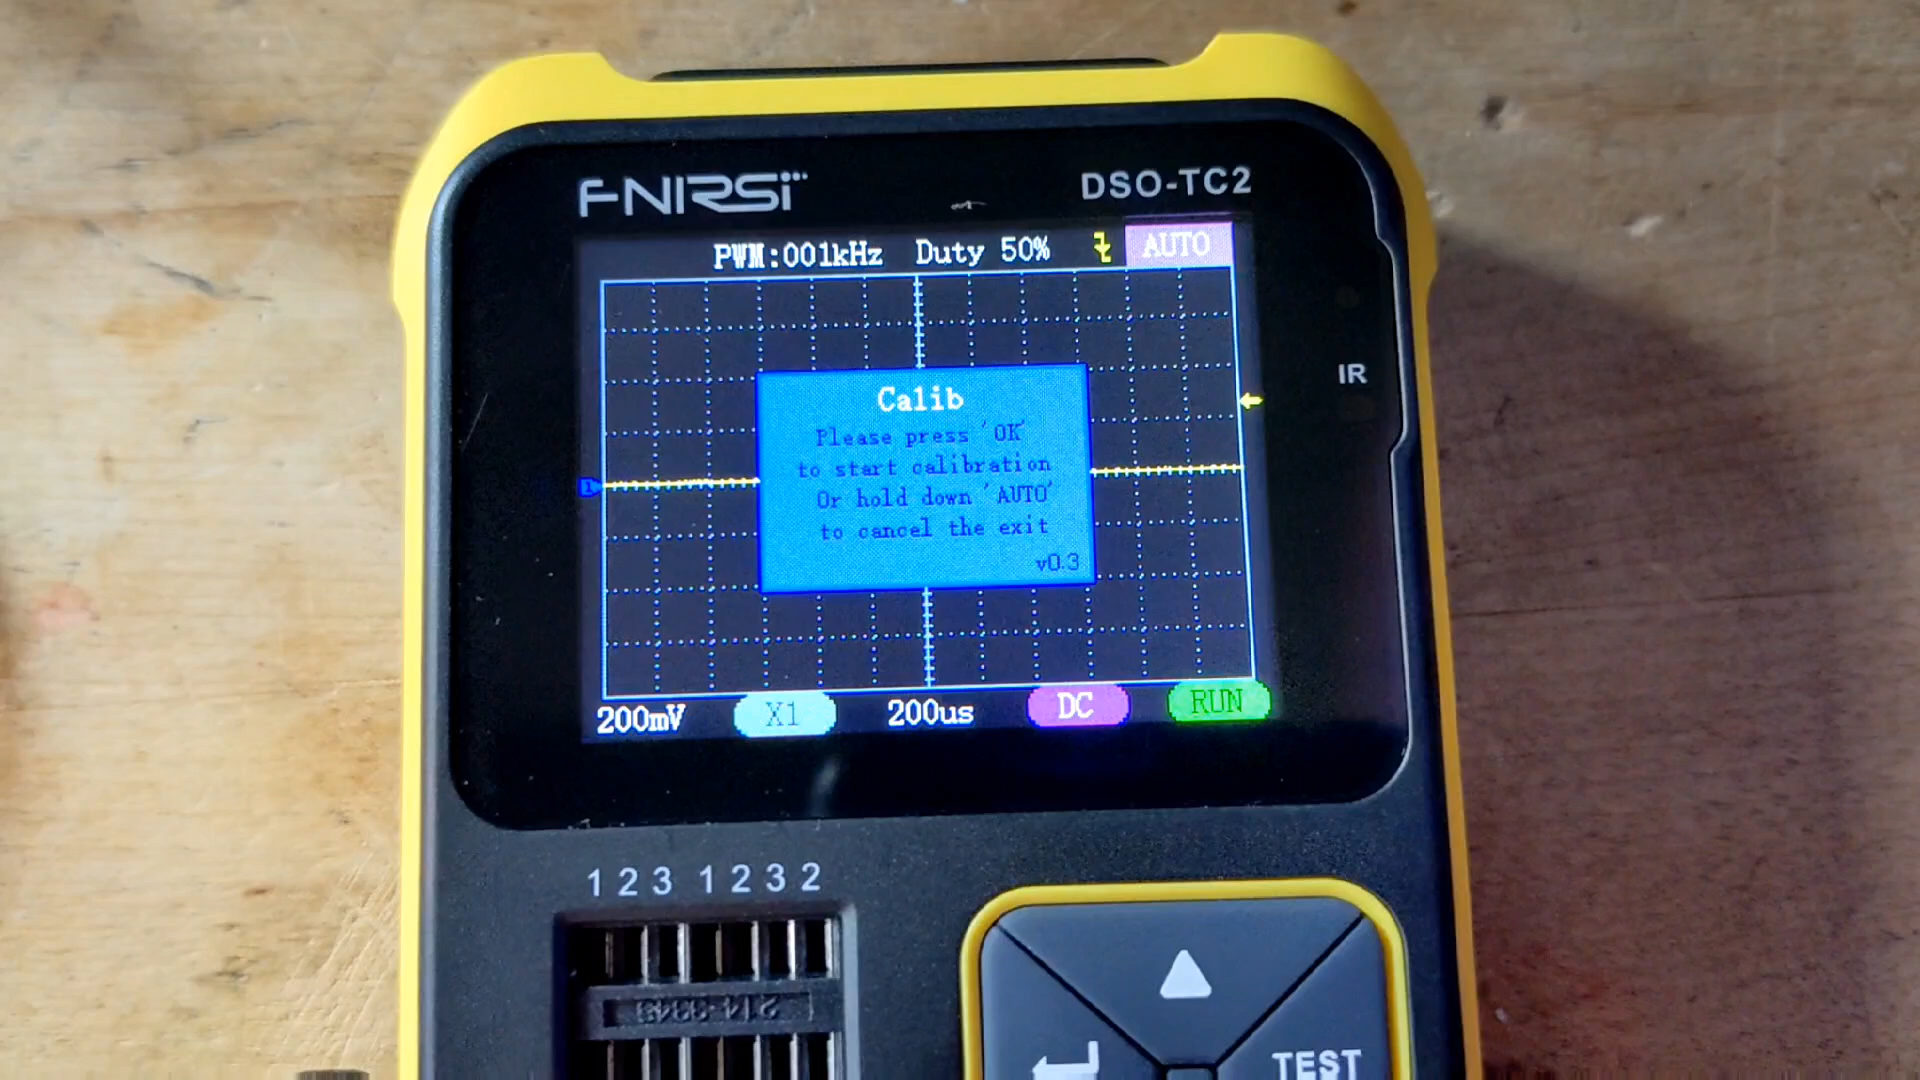 FNIRSI DSO-TC2
PWM:001kHz Duty 50% AUTO
Calib
Please press 'OK'
to start calibration
Or hold down 'AUTO'
to cancel the exit
v0.3
1
200mV X1 200us DC RUN
IR
1 2 3 1 2 3 2
TEST